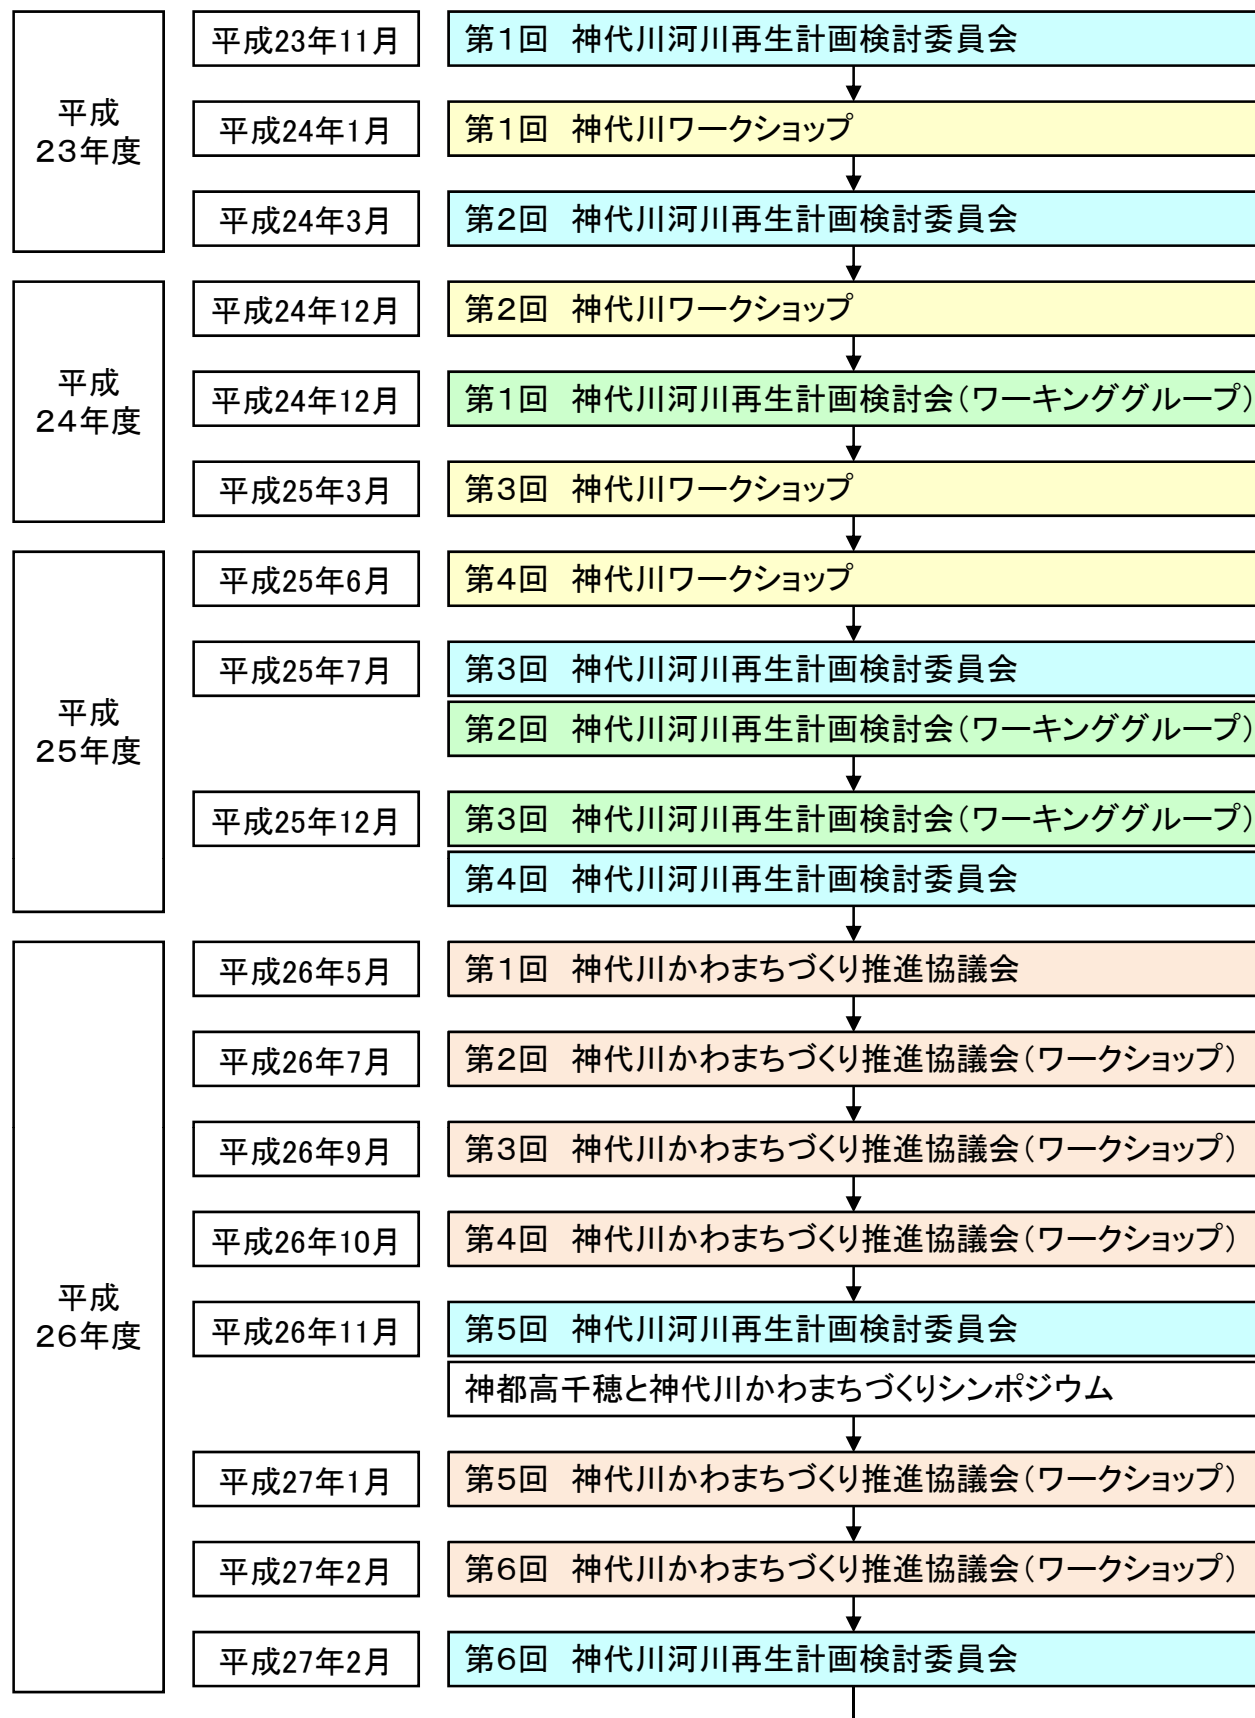 平成
２３年度
平成23年11月
第１回　神代川河川再生計画検討委員会
平成24年1月
第１回　神代川ワークショップ
平成24年3月
第２回　神代川河川再生計画検討委員会
平成
２４年度
平成24年12月
第２回　神代川ワークショップ
平成24年12月
第１回　神代川河川再生計画検討会（ワーキンググループ）
平成25年3月
第３回　神代川ワークショップ
平成
２５年度
平成25年6月
第４回　神代川ワークショップ
平成25年7月
第３回　神代川河川再生計画検討委員会
第２回　神代川河川再生計画検討会（ワーキンググループ）
平成25年12月
第３回　神代川河川再生計画検討会（ワーキンググループ）
第４回　神代川河川再生計画検討委員会
平成
２６年度
平成26年5月
第１回　神代川かわまちづくり推進協議会
平成26年7月
第２回　神代川かわまちづくり推進協議会（ワークショップ）
平成26年9月
第３回　神代川かわまちづくり推進協議会（ワークショップ）
平成26年10月
第４回　神代川かわまちづくり推進協議会（ワークショップ）
平成26年11月
第５回　神代川河川再生計画検討委員会
神都高千穂と神代川かわまちづくりシンポジウム
平成27年1月
第５回　神代川かわまちづくり推進協議会（ワークショップ）
平成27年2月
第６回　神代川かわまちづくり推進協議会（ワークショップ）
平成27年2月
第６回　神代川河川再生計画検討委員会